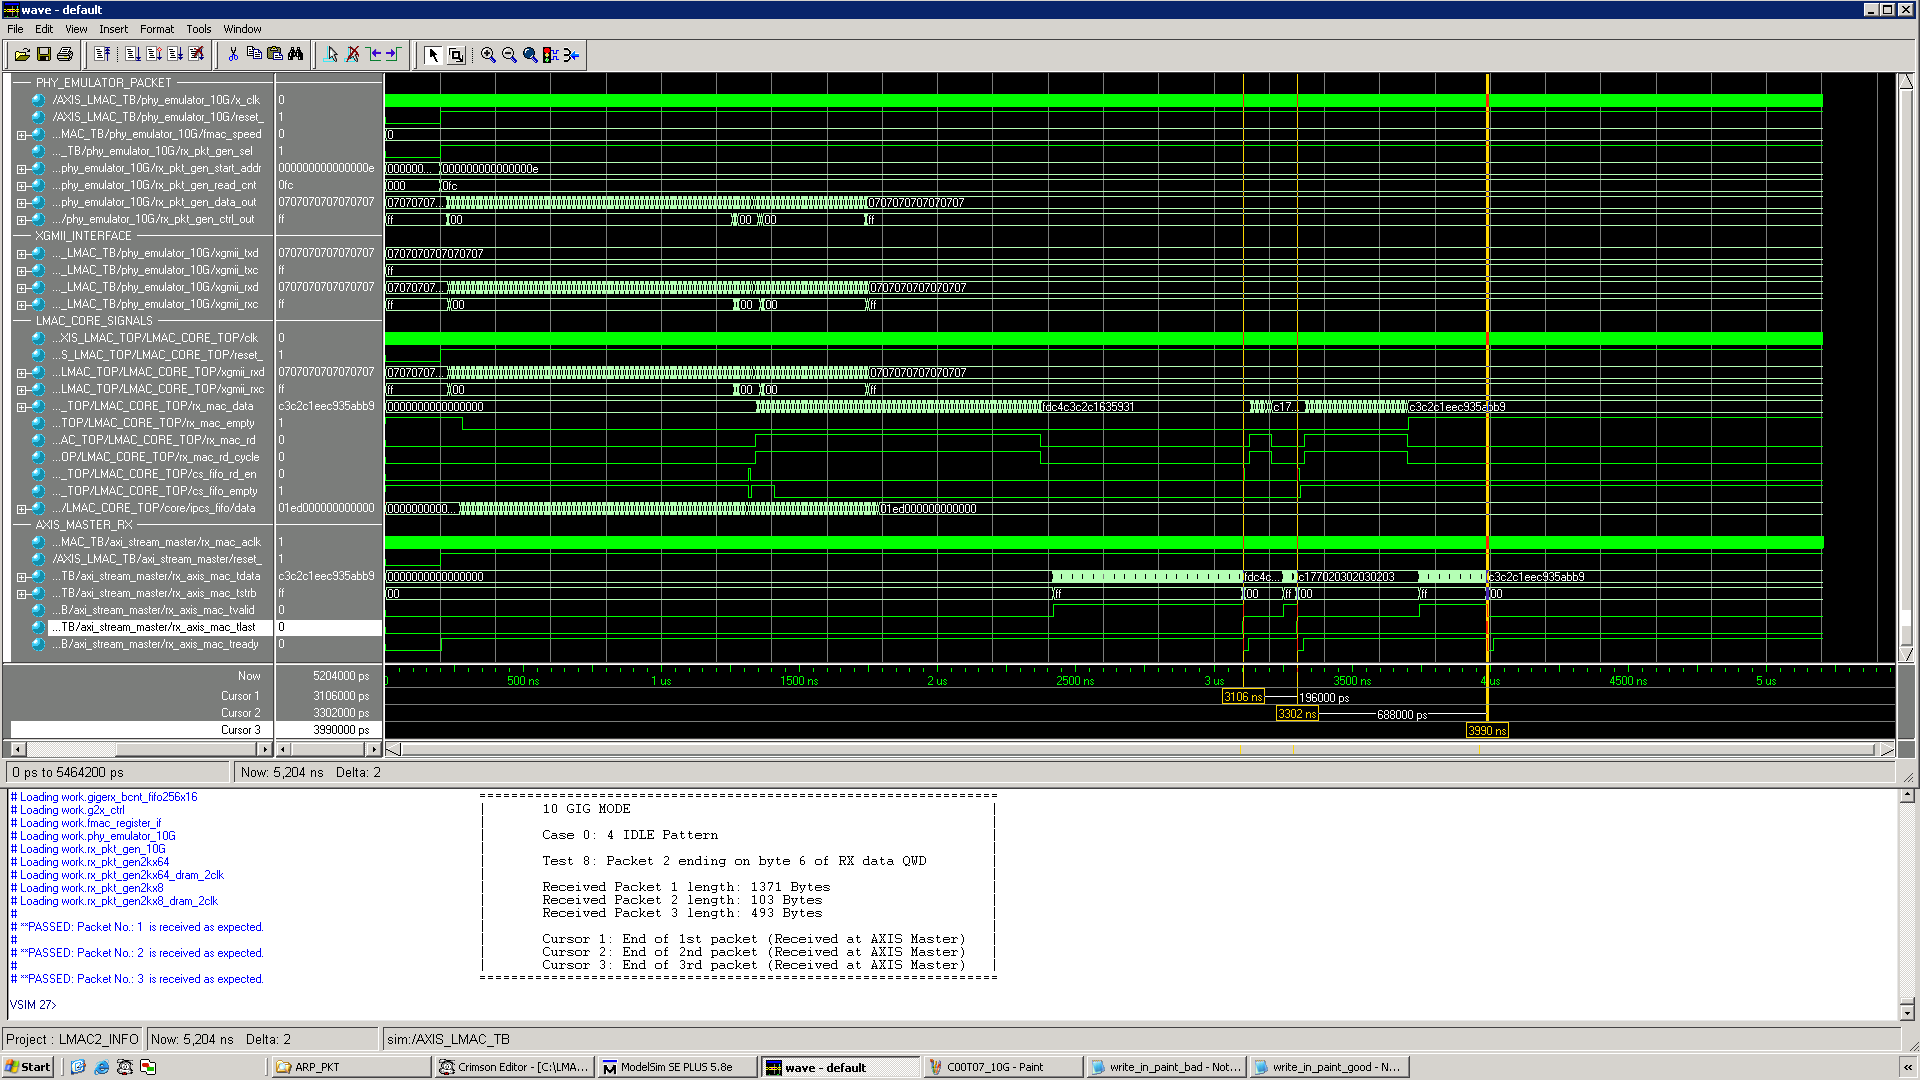 wave - default
File Edit View Insert Format Tools Window
PHY_EMULATOR_PACKET
/AXIS_LMAC_TB/phy_emulator_10G/x_clk 0
/AXIS_LMAC_TB/phy_emulator_10G/reset_ 1
...MAC_TB/phy_emulator_10G/fmac_speed 0 0
..._TB/phy_emulator_10G/rx_pkt_gen_sel 1
...phy_emulator_10G/rx_pkt_gen_start_addr 000000000000000e 000000... 000000000000000e
...phy_emulator_10G/rx_pkt_gen_read_cnt 0fc 000 0fc
...phy_emulator_10G/rx_pkt_gen_data_out 0707070707070707 07070707... 0707070707070707
.../phy_emulator_10G/rx_pkt_gen_ctrl_out ff ff 00 00 00 ff
XGMII_INTERFACE
..._LMAC_TB/phy_emulator_10G/xgmii_txd 0707070707070707 0707070707070707
..._LMAC_TB/phy_emulator_10G/xgmii_txc ff ff
..._LMAC_TB/phy_emulator_10G/xgmii_rxd 0707070707070707 07070707... 0707070707070707
..._LMAC_TB/phy_emulator_10G/xgmii_rxc ff ff 00 00 00 ff
LMAC_CORE_SIGNALS
...XIS_LMAC_TOP/LMAC_CORE_TOP/clk 0
...S_LMAC_TOP/LMAC_CORE_TOP/reset_ 1
...LMAC_TOP/LMAC_CORE_TOP/xgmii_rxd 0707070707070707 07070707... 0707070707070707
...LMAC_TOP/LMAC_CORE_TOP/xgmii_rxc ff ff 00 00 00 ff
..._TOP/LMAC_CORE_TOP/rx_mac_data c3c2c1eec935abb9 0000000000000000 fdc4c3c2c1635931 c17... c3c2c1eec935abb9
...TOP/LMAC_CORE_TOP/rx_mac_empty 1
...AC_TOP/LMAC_CORE_TOP/rx_mac_rd 0
...OP/LMAC_CORE_TOP/rx_mac_rd_cycle 0
..._TOP/LMAC_CORE_TOP/cs_fifo_rd_en 0
..._TOP/LMAC_CORE_TOP/cs_fifo_empty 1
.../LMAC_CORE_TOP/core/ipcs_fifo/data 01ed000000000000 0000000000... 01ed000000000000
AXIS_MASTER_RX
...MAC_TB/axi_stream_master/rx_mac_aclk 1
/AXIS_LMAC_TB/axi_stream_master/reset_ 1
...TB/axi_stream_master/rx_axis_mac_tdata c3c2c1eec935abb9 0000000000000000 fdc4c... c177020302030203 c3c2c1eec935abb9
...TB/axi_stream_master/rx_axis_mac_tstrb ff 00 ff 00 ff 00 ff 00
...B/axi_stream_master/rx_axis_mac_tvalid 0
...TB/axi_stream_master/rx_axis_mac_tlast 0
...B/axi_stream_master/rx_axis_mac_tready 0
Now 5204000 ps 0 500 ns 1 us 1500 ns 2 us 2500 ns 3 us 3500 ns 4 us 4500 ns 5 us
Cursor 1 3106000 ps 3106 ns 196000 ps
Cursor 2 3302000 ps 3302 ns 688000 ps
Cursor 3 3990000 ps 3990 ns
0 ps to 5464200 ps Now: 5,204 ns Delta: 2
# Loading work.gigerx_bcnt_fifo256x16
# Loading work.g2x_ctrl
# Loading work.fmac_register_if
# Loading work.phy_emulator_10G
# Loading work.rx_pkt_gen_10G
# Loading work.rx_pkt_gen2kx64
# Loading work.rx_pkt_gen2kx64_dram_2clk
# Loading work.rx_pkt_gen2kx8
# Loading work.rx_pkt_gen2kx8_dram_2clk
#
# **PASSED: Packet No.: 1 is received as expected.
#
# **PASSED: Packet No.: 2 is received as expected.
#
# **PASSED: Packet No.: 3 is received as expected.
VSIM 27>
10 GIG MODE
Case 0: 4 IDLE Pattern
Test 8: Packet 2 ending on byte 6 of RX data QWD
Received Packet 1 length: 1371 Bytes
Received Packet 2 length: 103 Bytes
Received Packet 3 length: 493 Bytes
Cursor 1: End of 1st packet (Received at AXIS Master)
Cursor 2: End of 2nd packet (Received at AXIS Master)
Cursor 3: End of 3rd packet (Received at AXIS Master)
Project : LMAC2_INFO Now: 5,204 ns Delta: 2 sim:/AXIS_LMAC_TB
Start ARP_PKT Crimson Editor - [C:\LMA... ModelSim SE PLUS 5.8e wave - default C00T07_10G - Paint write_in_paint_bad - Not... write_in_paint_good - N... «